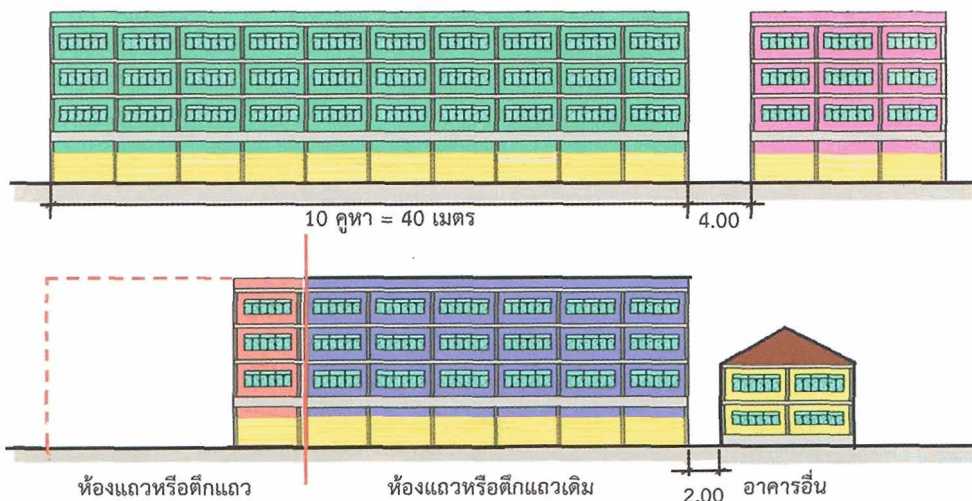 10 คูหา = 40 เมตร
4.00
ห้องแถวหรือตึกแถว
ห้องแถวหรือตึกแถวเดิม
2.00
อาคารอื่น